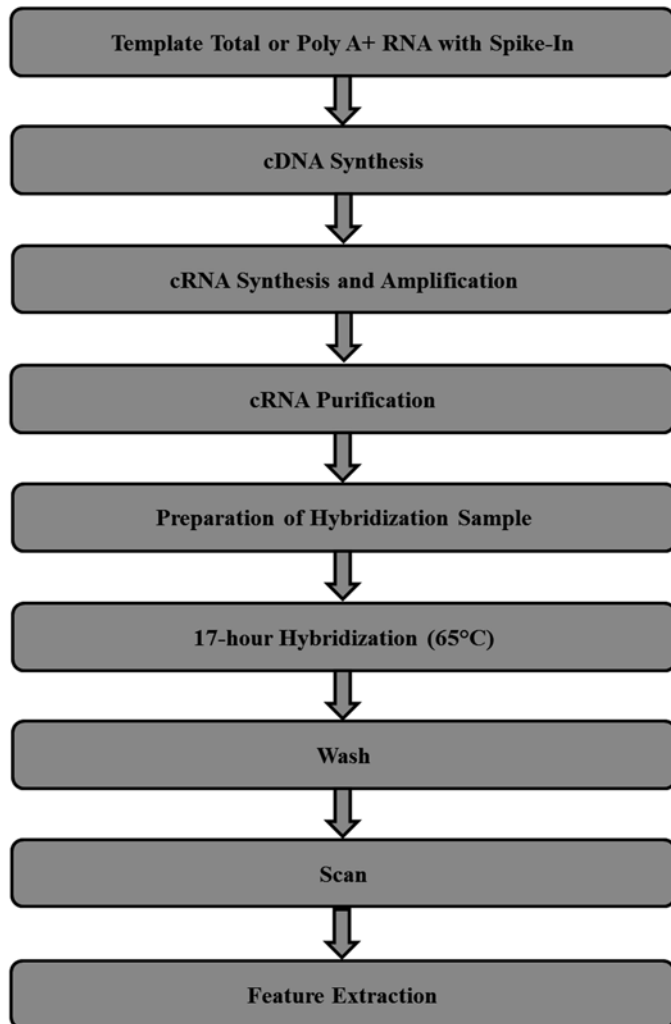 Template Total or Poly A+ RNA with Spike-In
cDNA Synthesis
cRNA Synthesis and Amplification
cRNA Purification
Preparation of Hybridization Sample
17-hour Hybridization (65°C)
Wash
Scan
Feature Extraction